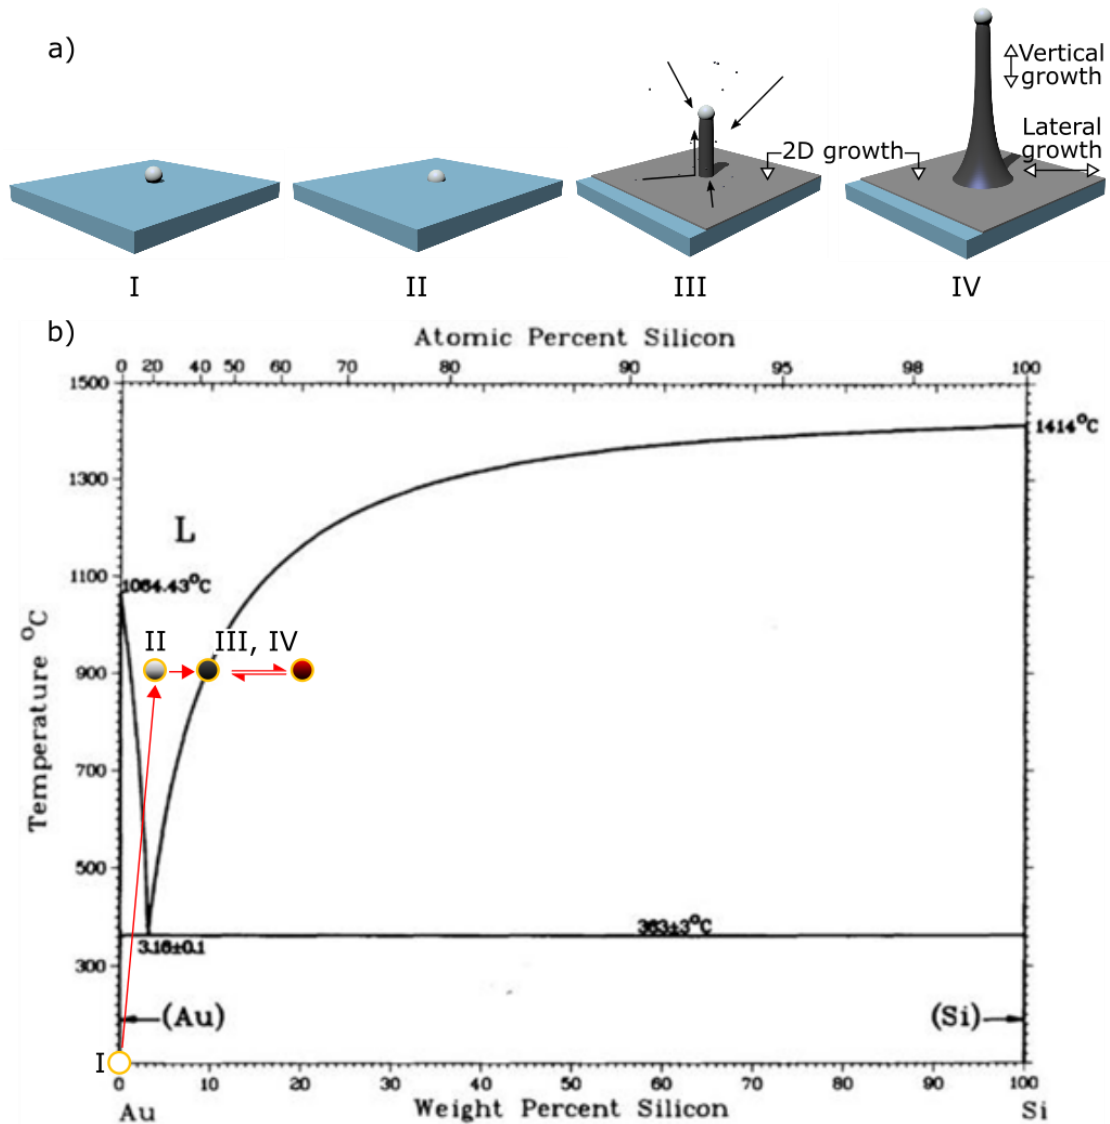 a)
Vertical
growth
Lateral
growth
2D growth
I
II
III
IV
b)
Atomic Percent Silicon
0 20 40 50 60 70 80 90 95 98 100
1500
1414°C
1300
L
1100
1064.43°C
Temperature °C
II
III, IV
900
700
500
363±3°C
3.16±0.1
300
(Au)
(Si)
I
0 10 20 30 40 50 60 70 80 90 100
Au
Weight Percent Silicon
Si